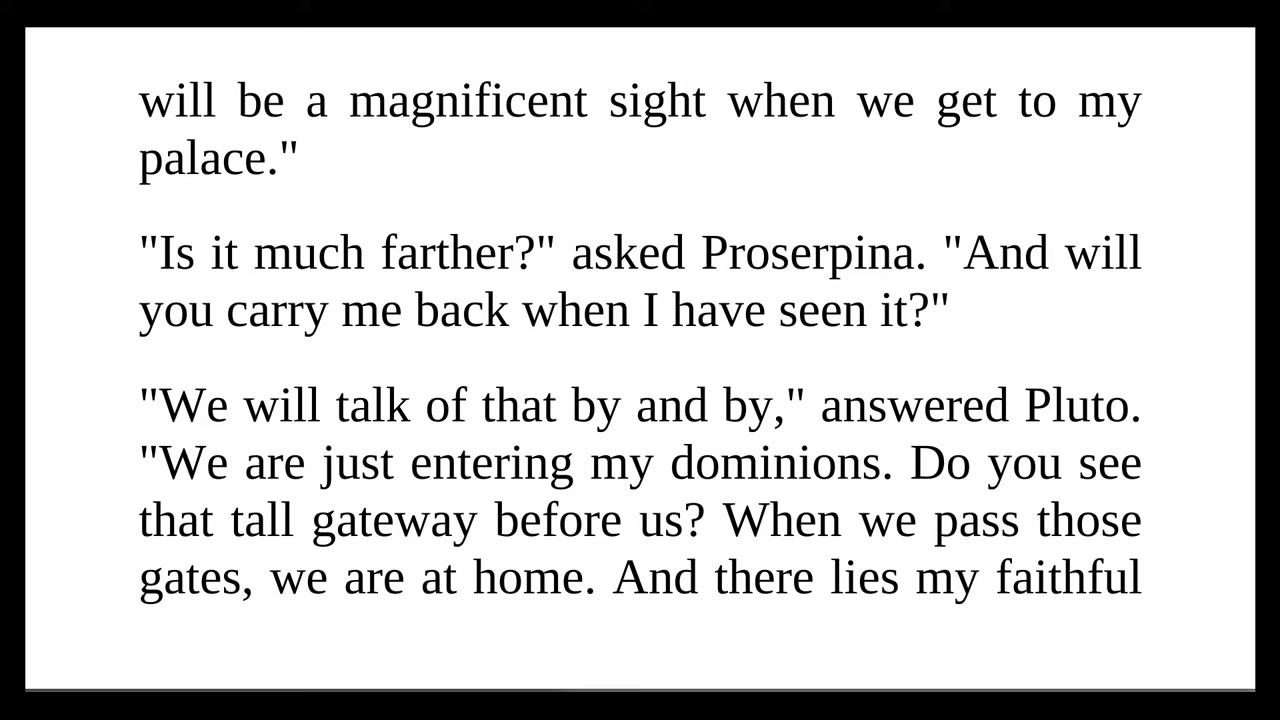 will be a magnificent sight when we get to my
palace."
"Is it much farther?" asked Proserpina. "And will
you carry me back when I have seen it?"
"We will talk of that by and by," answered Pluto.
"We are just entering my dominions. Do you see
that tall gateway before us? When we pass those
gates, we are at home. And there lies my faithful